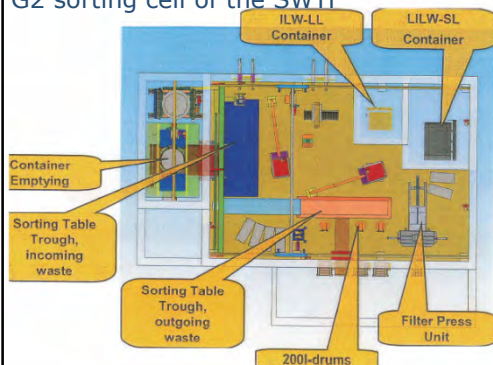 G2 sorting cell of the SWTF
ILW-LL
Container
LILW-SL
Container
Container
Emptying
Sorting Table
Trough,
incoming
waste
Sorting Table
Trough,
outgoing
waste
Filter Press
Unit
200l-drums